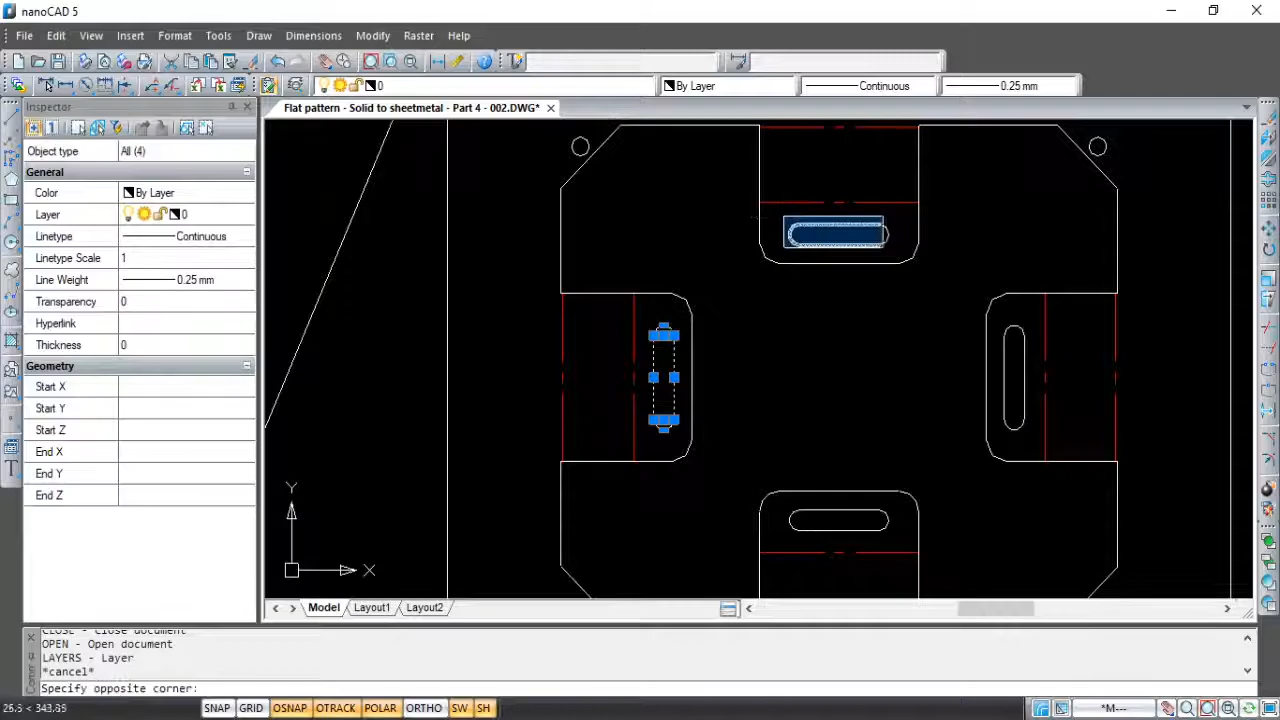 nanoCAD 5
File Edit View Insert Format Tools Draw Dimensions Modify Raster Help
0 By Layer Continuous 0.25 mm
Inspector
Flat pattern - Solid to sheetmetal - Part 4 - 002.DWG*
Object type All (4)
General
Color By Layer
Layer 0
Linetype Continuous
Linetype Scale 1
Line Weight 0.25 mm
Transparency 0
Hyperlink
Thickness 0
Geometry
Start X
Start Y
Start Z
End X
End Y
End Z
Y
X
Model Layout1 Layout2
CLOSE - Close document
OPEN - Open document
LAYERS - Layer
*cancel*
Specify opposite corner:
SNAP GRID OSNAP OTRACK POLAR ORTHO SW SH *M---